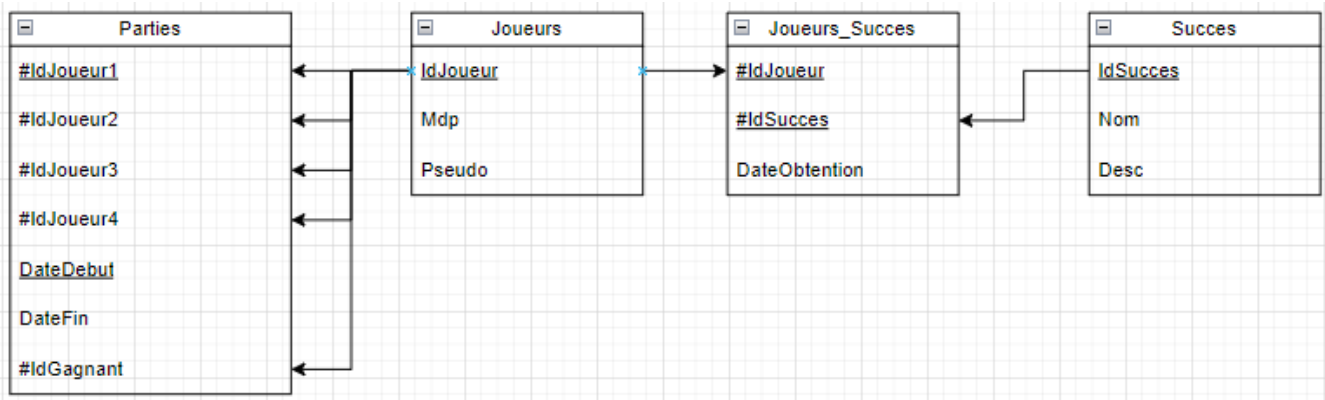 Parties
#IdJoueur1
#IdJoueur2
#IdJoueur3
#IdJoueur4
DateDebut
DateFin
#IdGagnant
Joueurs
IdJoueur
Mdp
Pseudo
Joueurs_Succes
#IdJoueur
#IdSucces
DateObtention
Succes
IdSucces
Nom
Desc